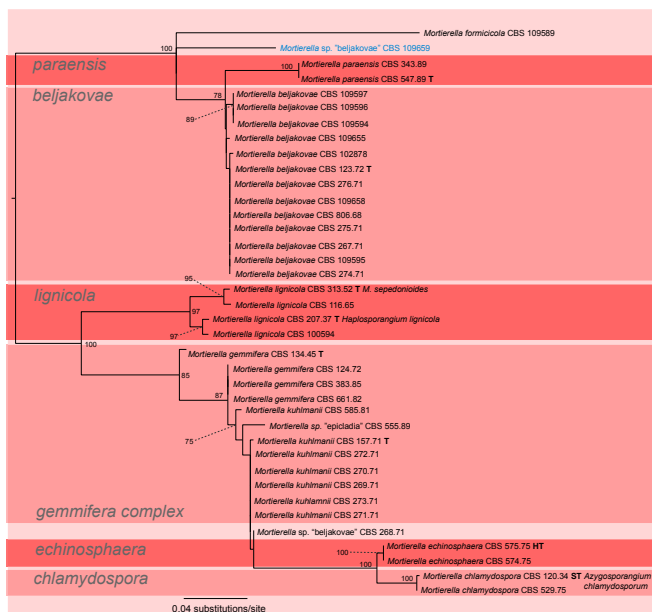 Mortierella formicicola CBS 109589
Mortierella sp. "beljakovae" CBS 109659
100
paraensis
100
Mortierella paraensis CBS 343.89
Mortierella paraensis CBS 547.89 T
beljakovae
78
Mortierella beljakovae CBS 109597
Mortierella beljakovae CBS 109596
89
Mortierella beljakovae CBS 109594
Mortierella beljakovae CBS 109655
Mortierella beljakovae CBS 102878
Mortierella beljakovae CBS 123.72 T
Mortierella beljakovae CBS 276.71
Mortierella beljakovae CBS 109658
Mortierella beljakovae CBS 806.68
Mortierella beljakovae CBS 275.71
Mortierella beljakovae CBS 267.71
Mortierella beljakovae CBS 109595
Mortierella beljakovae CBS 274.71
95
lignicola
Mortierella lignicola CBS 313.52 T M. sepedonioides
Mortierella lignicola CBS 116.65
97
Mortierella lignicola CBS 207.37 T Haplosporangium lignicola
97
Mortierella lignicola CBS 100594
100
Mortierella gemmifera CBS 134.45 T
85
Mortierella gemmifera CBS 124.72
Mortierella gemmifera CBS 383.85
87
Mortierella gemmifera CBS 661.82
Mortierella kuhlmanii CBS 585.81
Mortierella sp. "epicladia" CBS 555.89
75
Mortierella kuhlmanii CBS 157.71 T
Mortierella kuhlmanii CBS 272.71
Mortierella kuhlmanii CBS 270.71
Mortierella kuhlmanii CBS 269.71
Mortierella kuhlamnii CBS 273.71
Mortierella kuhlmanii CBS 271.71
gemmifera complex
Mortierella sp. "beljakovae" CBS 268.71
echinosphaera
Mortierella echinosphaera CBS 575.75 HT
100
Mortierella echinosphaera CBS 574.75
100
chlamydospora
100
Mortierella chlamydospora CBS 120.34 ST Azygosporangium
chlamydosporum
Mortierella chlamydospora CBS 529.75
0.04 substitutions/site